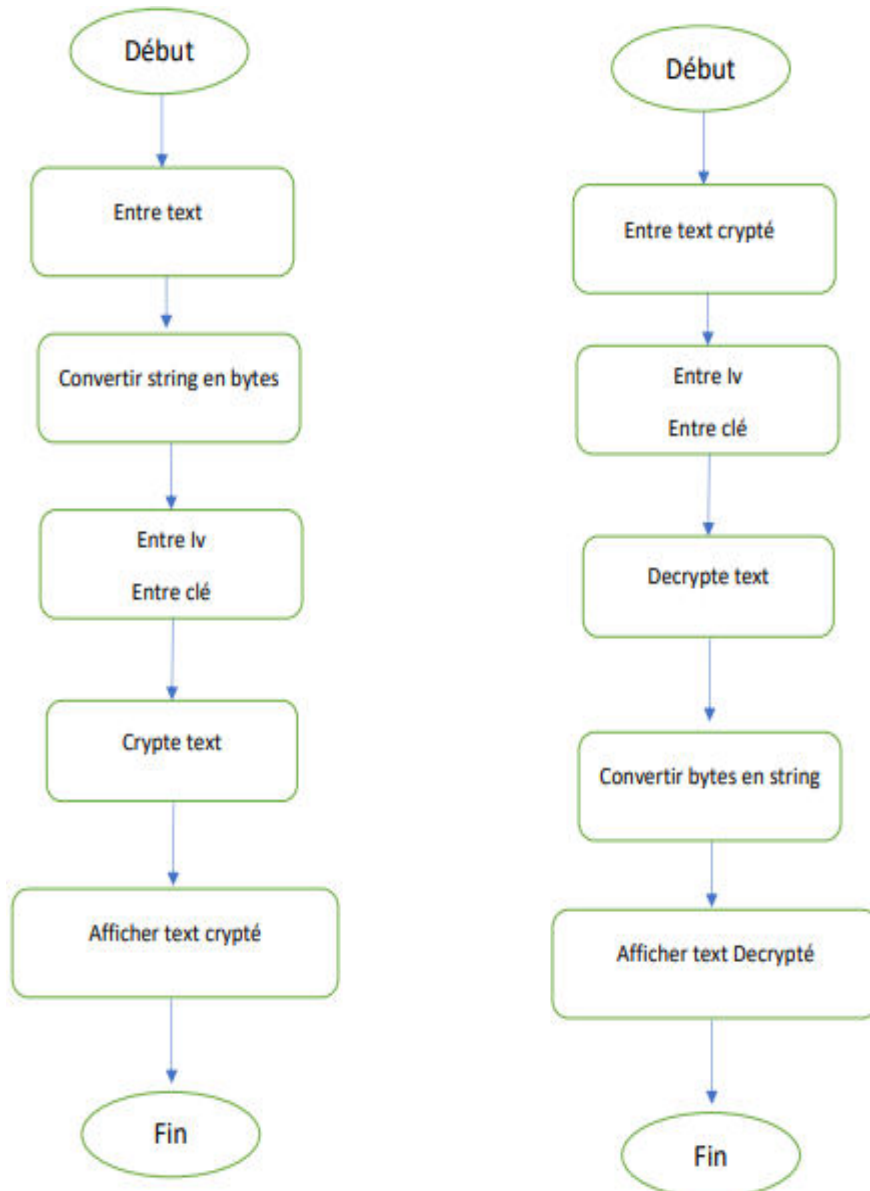 Début
Entre text
Convertir string en bytes
Entre Iv
Entre clé
Crypte text
Afficher text crypté
Fin
Début
Entre text crypté
Entre Iv
Entre clé
Decrypte text
Convertir bytes en string
Afficher text Decrypté
Fin